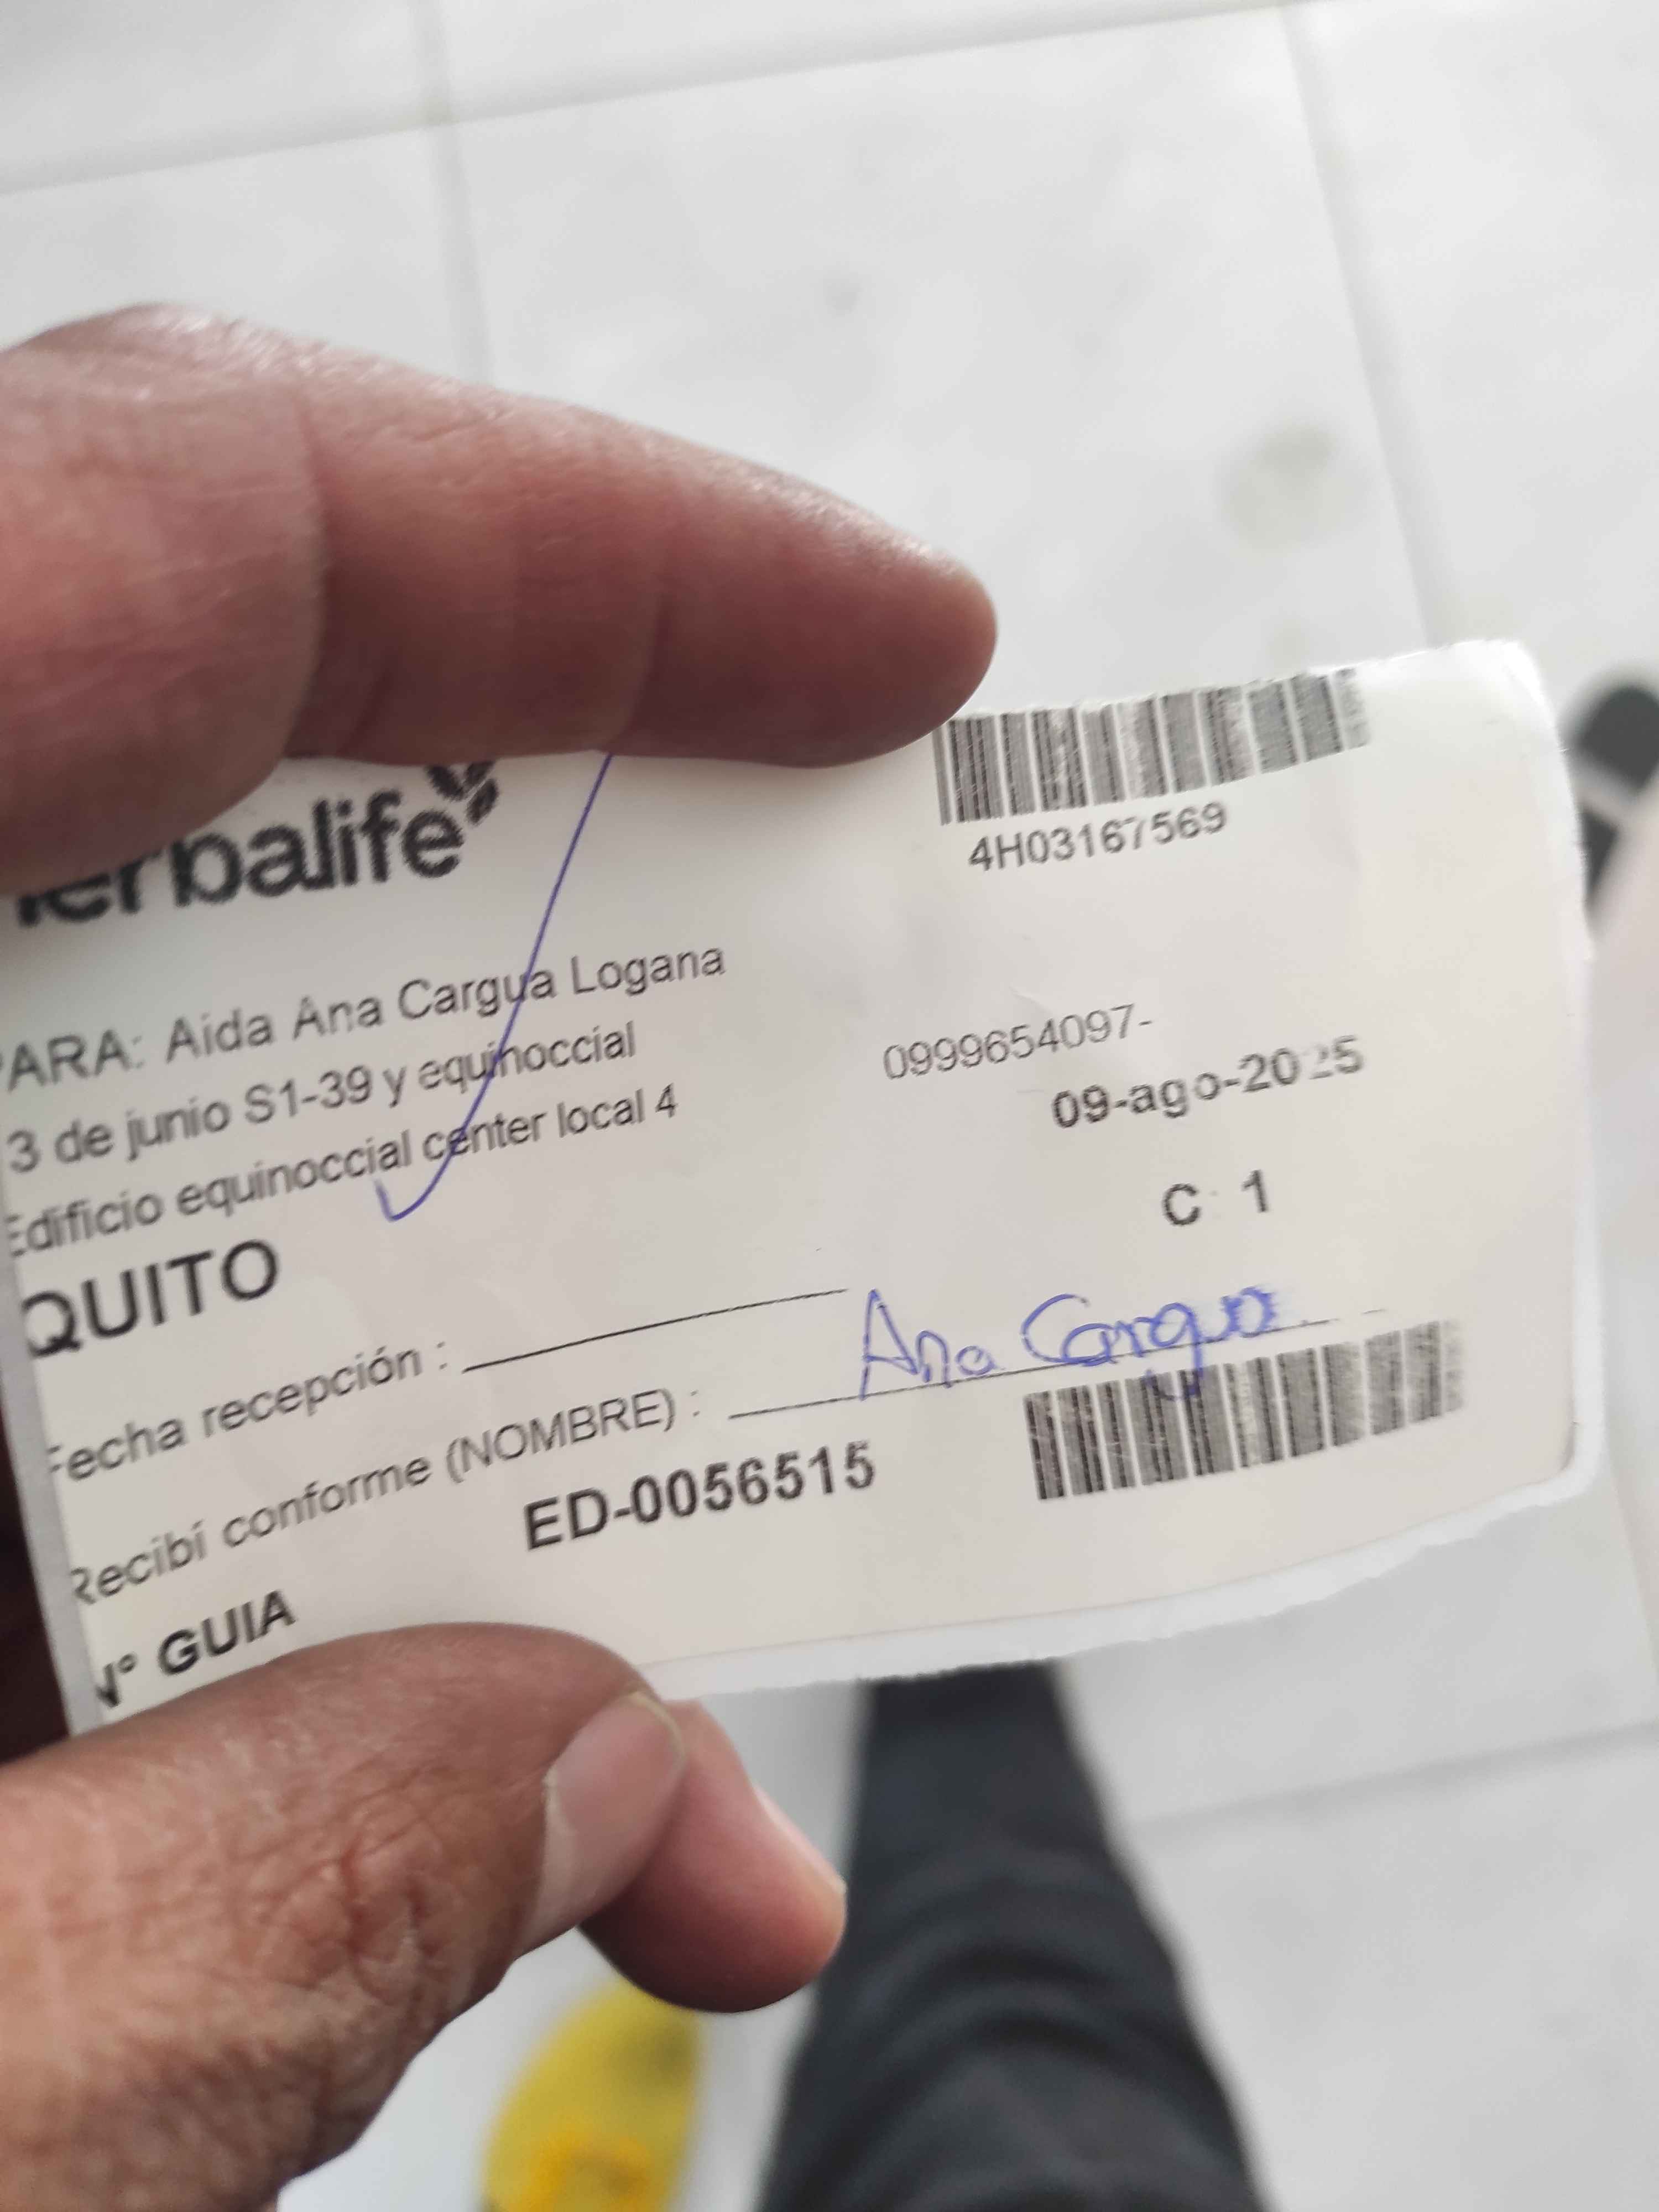 erbalife
4H03167569
PARA: Aida Ana Cargua Logana
0999654097-
3 de junio S1-39 y equinoccial
09-ago-2025
Edificio equinoccial center local 4
C 1
QUITO
Fecha recepción :
Recibí conforme (NOMBRE) : Ana Cargua
N° GUIA ED-0056515